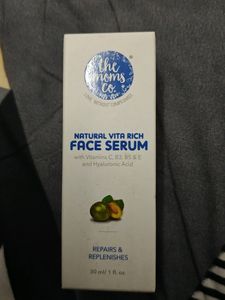 the
moms
co.
NATURAL VITA RICH
FACE SERUM
with Vitamins C, B3, B5 & E
and Hyaluronic Acid
REPAIRS &
REPLENISHES
30 ml/ 1 fl. oz.